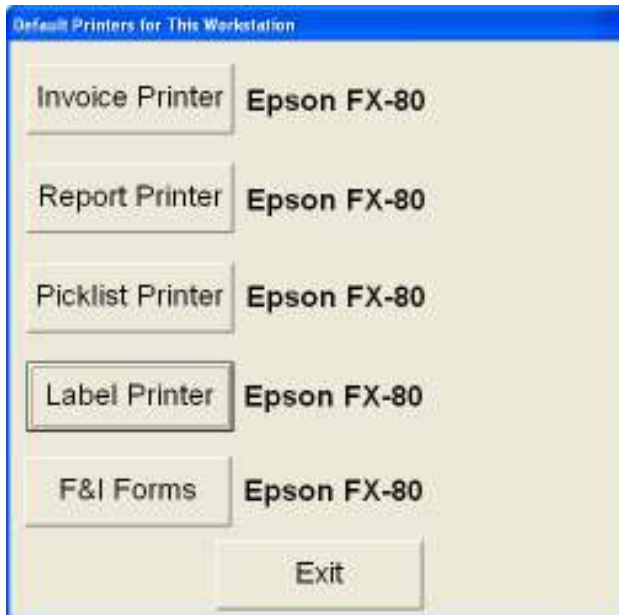 Default Printers for This Workstation
Invoice Printer Epson FX-80
Report Printer Epson FX-80
Picklist Printer Epson FX-80
Label Printer Epson FX-80
F&I Forms Epson FX-80
Exit